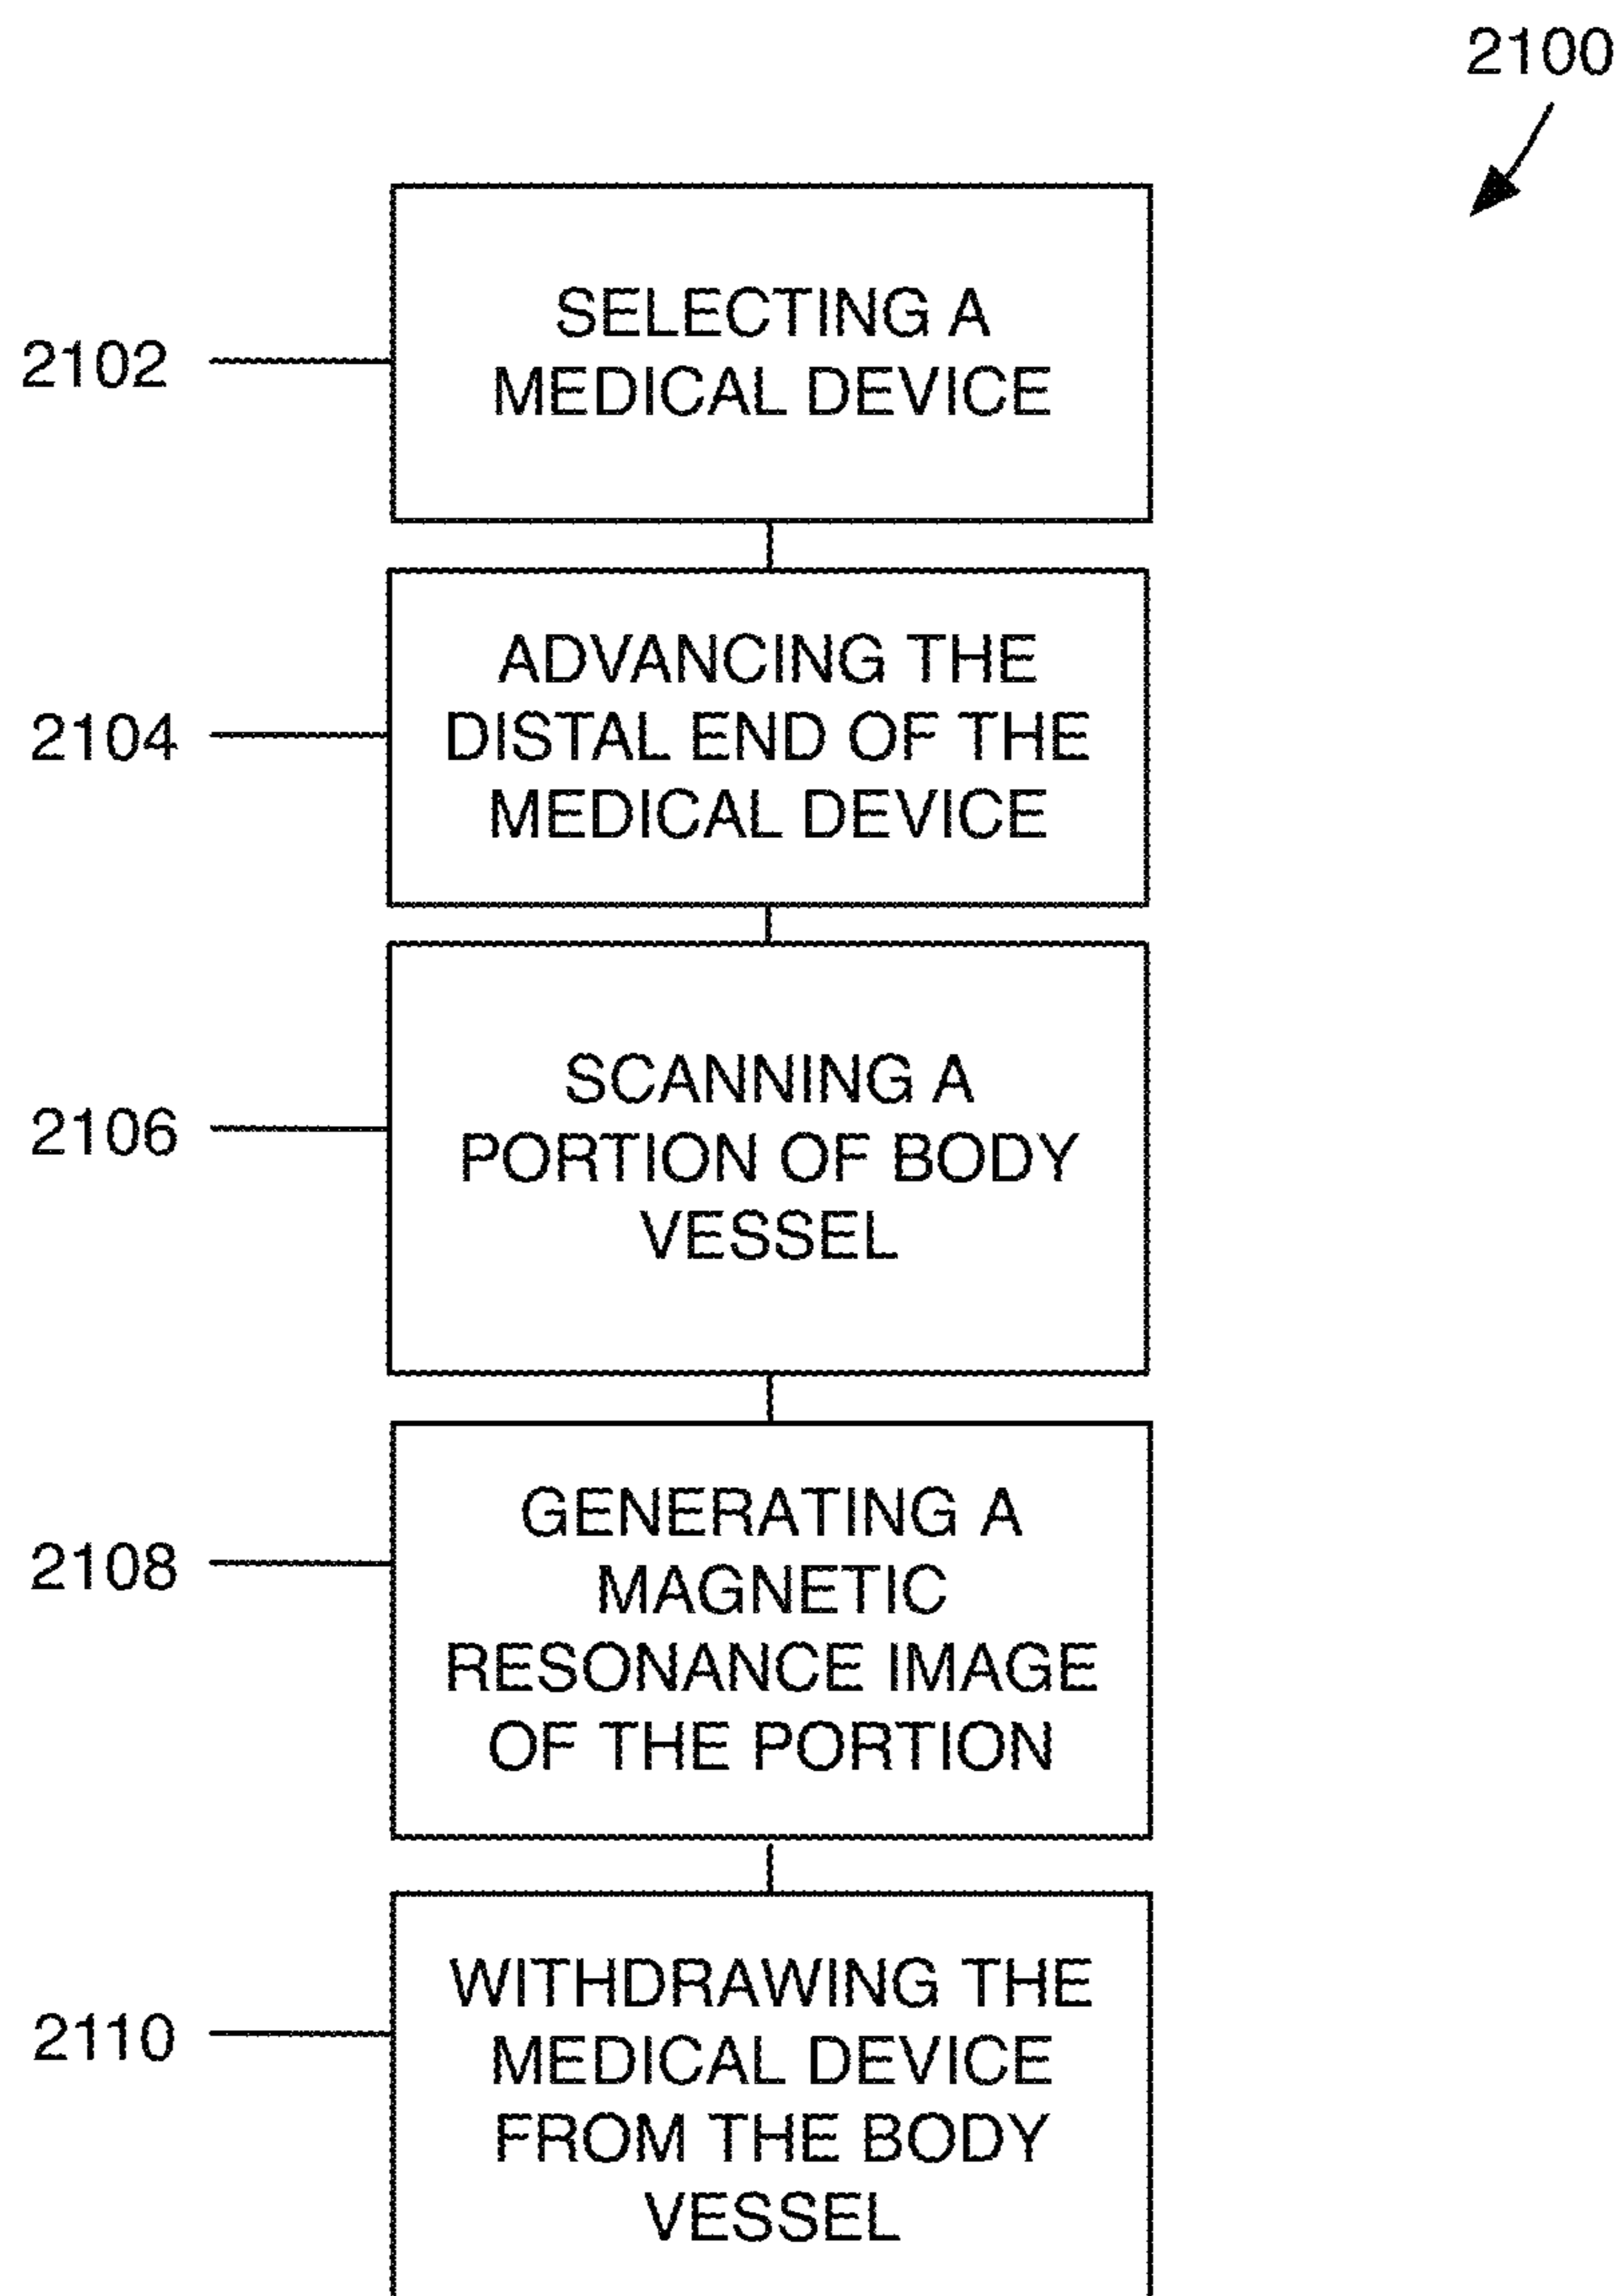 2100
2102
SELECTING A
MEDICAL DEVICE
2104
ADVANCING THE
DISTAL END OF THE
MEDICAL DEVICE
2106
SCANNING A
PORTION OF BODY
VESSEL
2108
GENERATING A
MAGNETIC
RESONANCE IMAGE
OF THE PORTION
2110
WITHDRAWING THE
MEDICAL DEVICE
FROM THE BODY
VESSEL